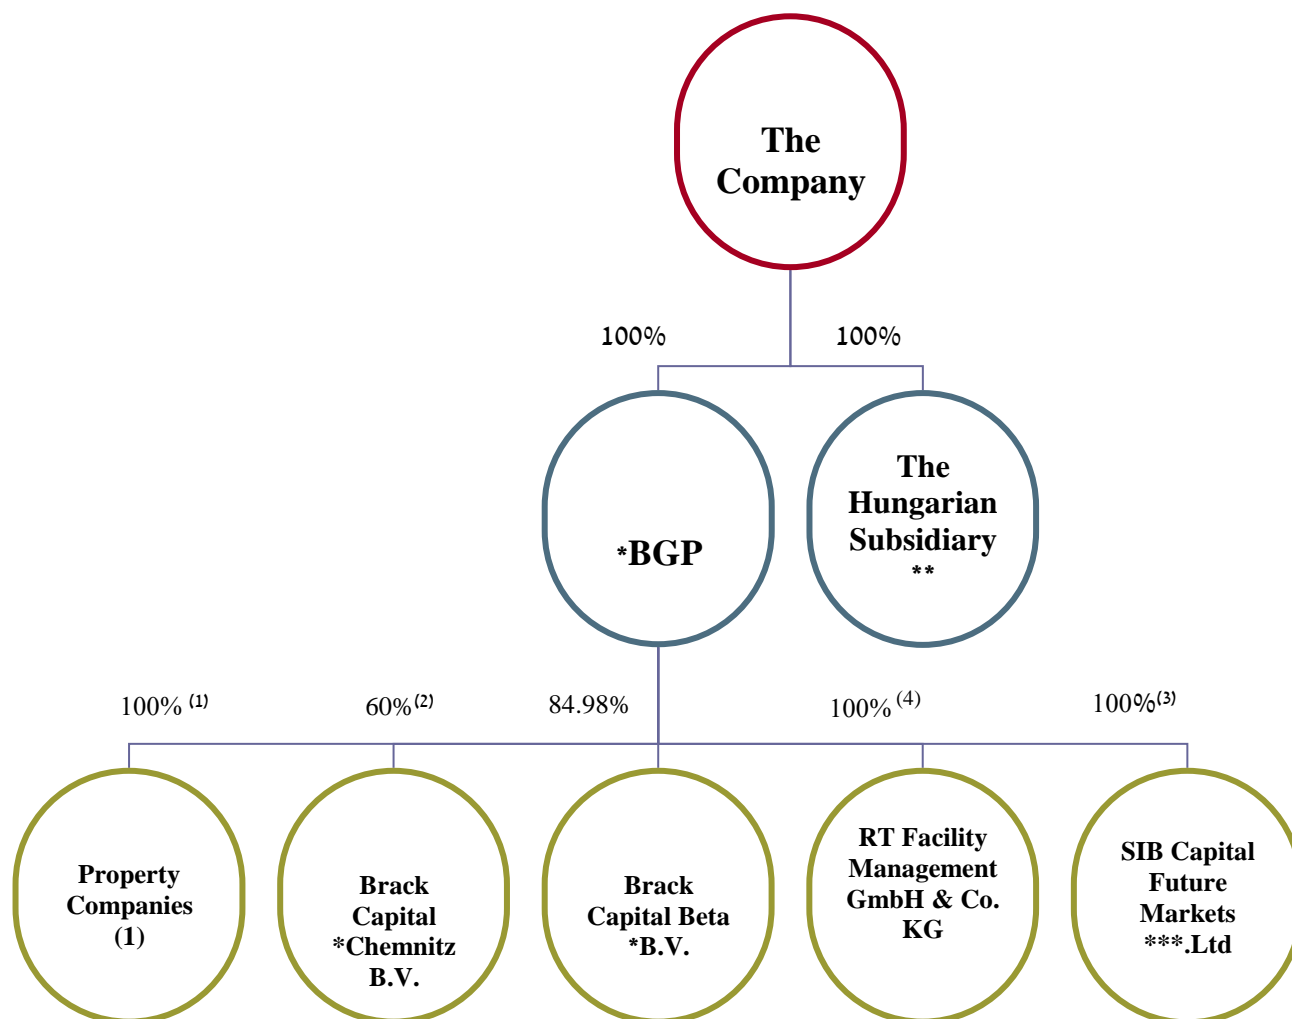 The
Company
100%
100%
*BGP
The
Hungarian
Subsidiary
**
100% (1)
60%(2)
84.98%
100% (4)
100%(3)
Property
Companies
(1)
Brack
Capital
*Chemnitz
B.V.
Brack
Capital Beta
*B.V.
RT Facility
Management
GmbH & Co.
KG
SIB Capital
Future
Markets
***.Ltd